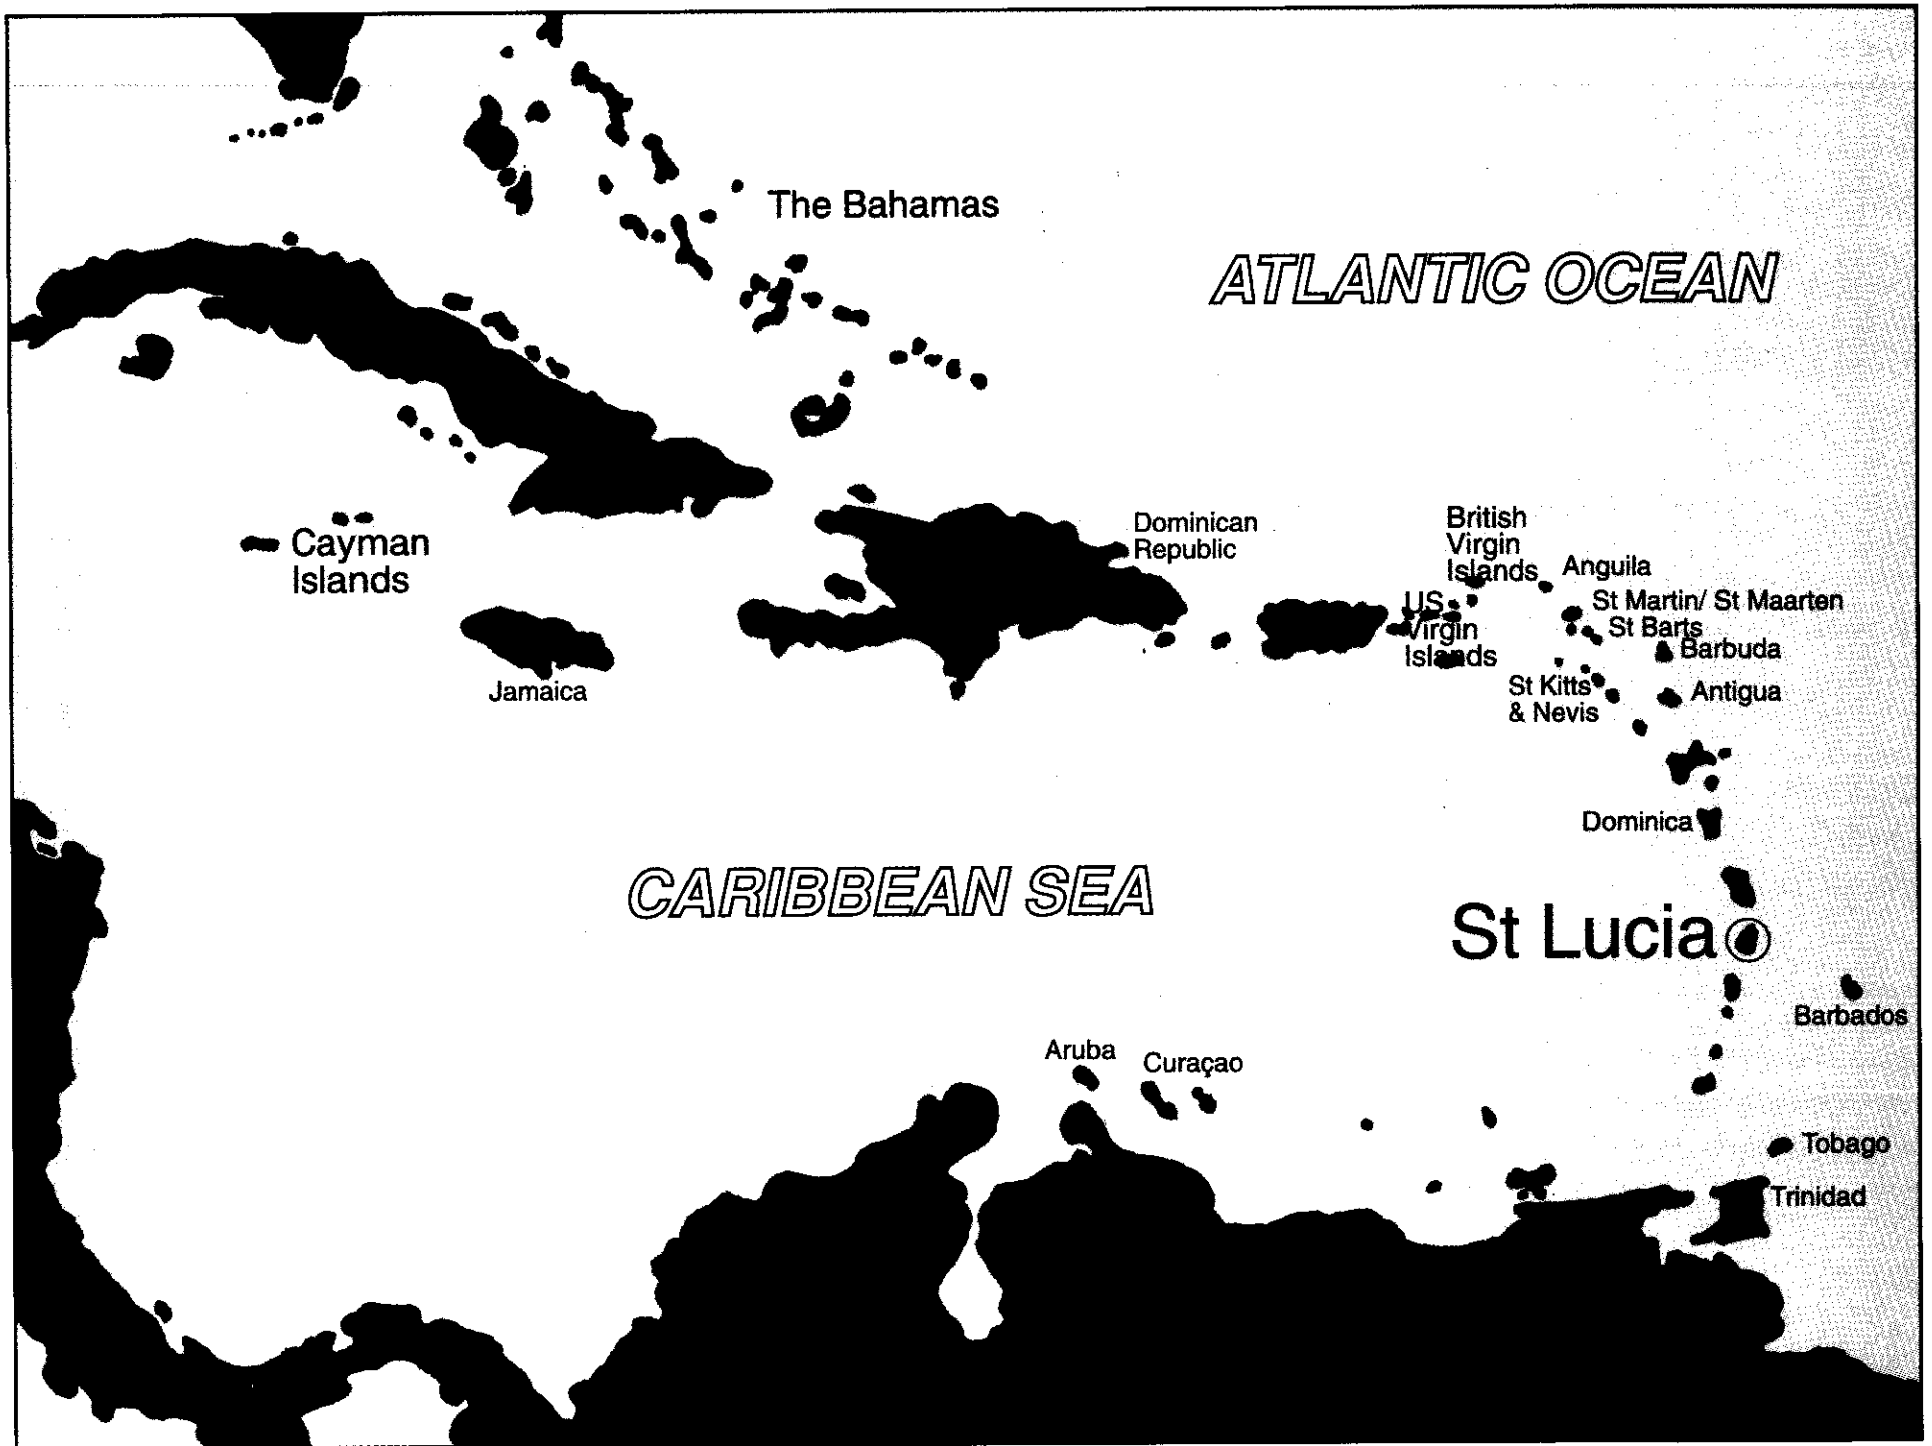 The Bahamas
ATLANTIC OCEAN
Cayman
Islands
Jamaica
Dominican
Republic
British
Virgin
Islands
US
Virgin
Islands
Anguila
St Martin/ St Maarten
St Barts
Barbuda
St Kitts
& Nevis
Antigua
Dominica
CARIBBEAN SEA
St Lucia
Barbados
Aruba
Curaçao
Tobago
Trinidad